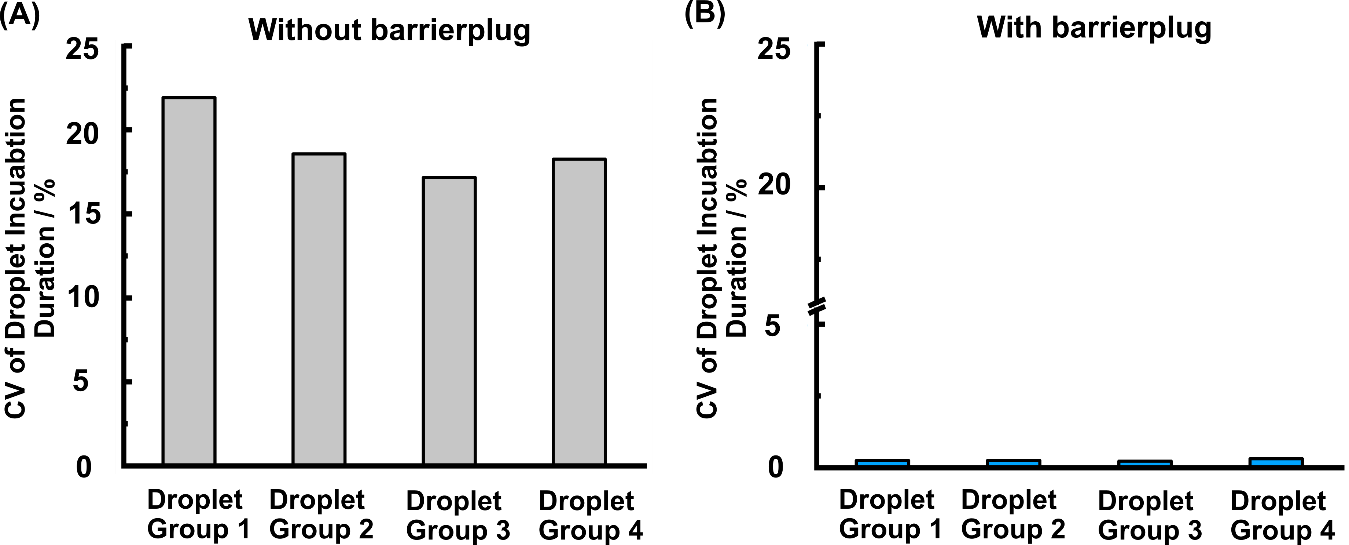 (A)
Without barrierplug
CV of Droplet Incuabtion
Duration / %
25
20
15
10
5
0
Droplet
Group 1
Droplet
Group 2
Droplet
Group 3
Droplet
Group 4
(B)
With barrierplug
CV of Droplet Incuabtion
Duration / %
25
20
5
0
Droplet
Group 1
Droplet
Group 2
Droplet
Group 3
Droplet
Group 4